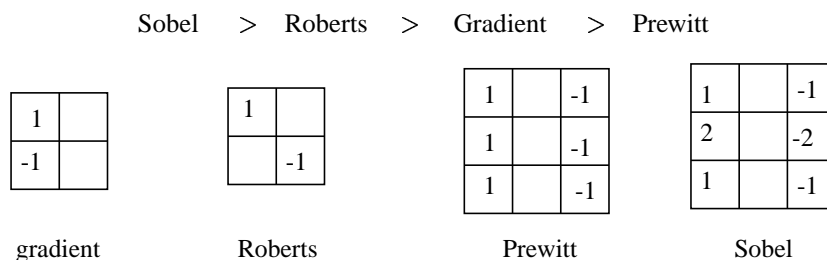 Sobel > Roberts > Gradient > Prewitt
1 1 1 -1 1 -1
-1 -1 1 -1 2 -2
1 -1 1 -1
gradient Roberts Prewitt Sobel